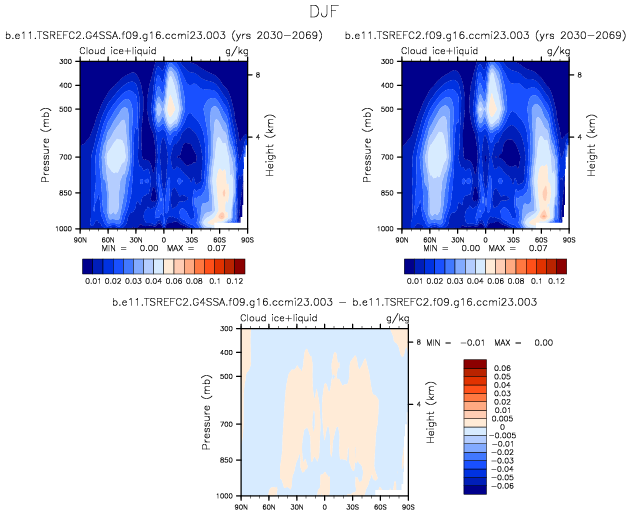 DJF
b.e11.TSREFC2.G4SSA.f09.g16.ccmi23.003 (yrs 2030-2069)
Cloud ice+liquid g/kg
300
400
500
700
850
1000
Pressure (mb)
8
4
Height (km)
90N 60N 30N 0 30S 60S 90S
MIN = 0.00 MAX = 0.07
0.01 0.02 0.03 0.04 0.06 0.08 0.1 0.12
b.e11.TSREFC2.f09.g16.ccmi23.003 (yrs 2030-2069)
Cloud ice+liquid g/kg
300
400
500
700
850
1000
Pressure (mb)
8
4
Height (km)
90N 60N 30N 0 30S 60S 90S
MIN = 0.00 MAX = 0.07
0.01 0.02 0.03 0.04 0.06 0.08 0.1 0.12
b.e11.TSREFC2.G4SSA.f09.g16.ccmi23.003 - b.e11.TSREFC2.f09.g16.ccmi23.003
Cloud ice+liquid g/kg
300
400
500
700
850
1000
Pressure (mb)
8
4
Height (km)
90N 60N 30N 0 30S 60S 90S
MIN = -0.01 MAX = 0.00
0.06
0.05
0.04
0.03
0.02
0.01
0.005
0
-0.005
-0.01
-0.02
-0.03
-0.04
-0.05
-0.06